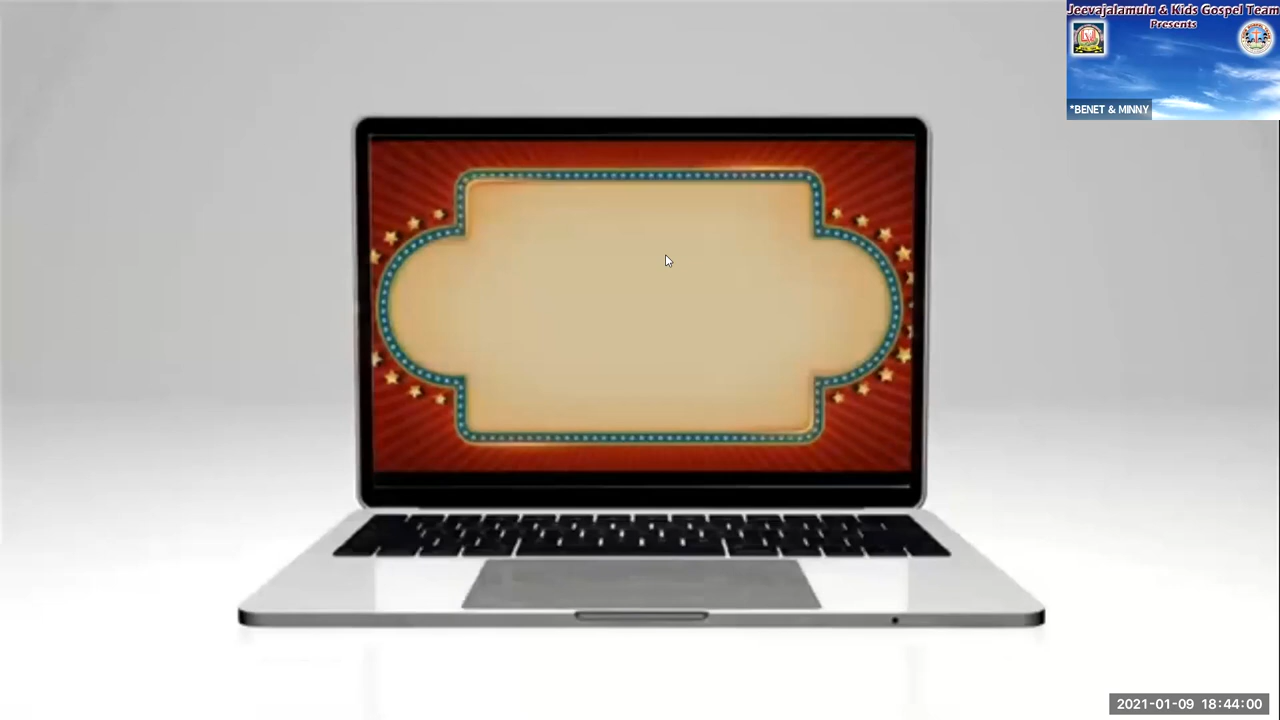 Jeevajalamulu & Kids Gospel Team
Presents
*BENET & MINNY
2021-01-09 18:44:00